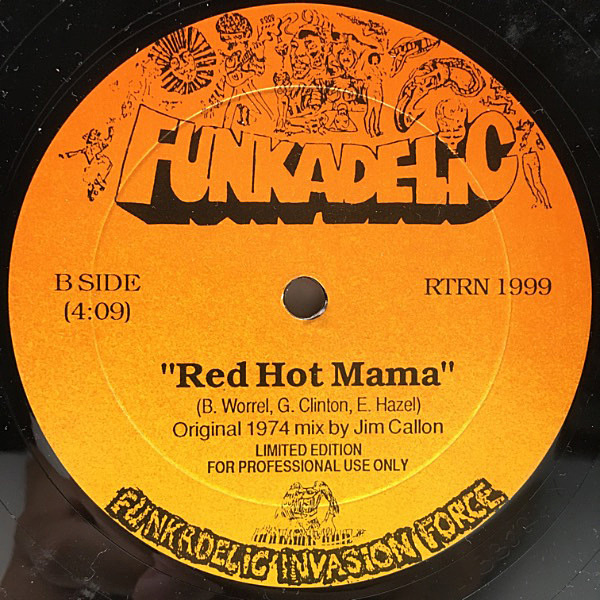 FUNKADELIC
B SIDE
(4:09)
RTRN 1999
"Red Hot Mama"
(B. Worrel, G. Clinton, E. Hazel)
Original 1974 mix by Jim Callon
LIMITED EDITION
FOR PROFESSIONAL USE ONLY
FUNKADELIC INVASION FORCE